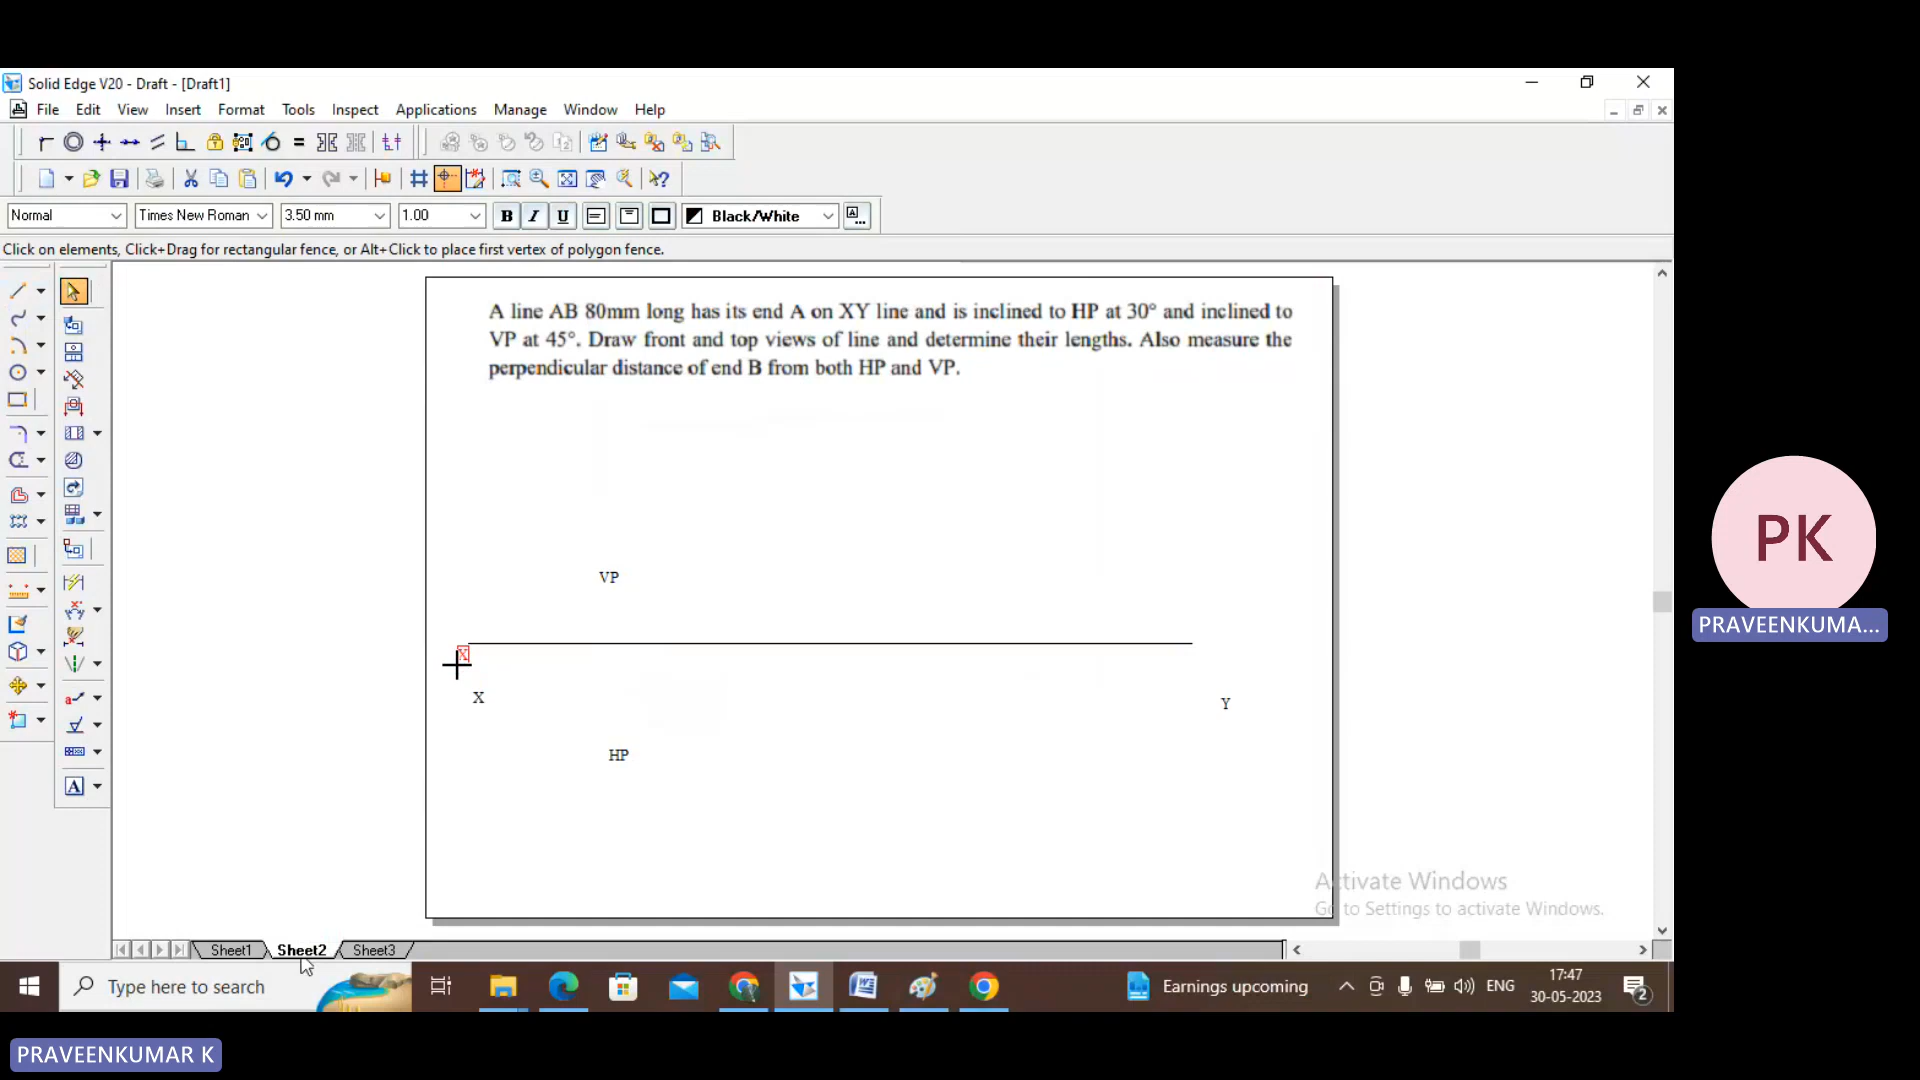 Solid Edge V20 - Draft - [Draft1]
File Edit View Insert Format Tools Inspect Applications Manage Window Help
Normal Times New Roman 3.50 mm 1.00 B I U Black/White A...
Click on elements, Click+Drag for rectangular fence, or Alt+Click to place first vertex of polygon fence.
A line AB 80mm long has its end A on XY line and is inclined to HP at 30° and inclined to
VP at 45°. Draw front and top views of line and determine their lengths. Also measure the
perpendicular distance of end B from both HP and VP.
VP
X
X
Y
HP
PK
PRAVEENKUMA...
Activate Windows
Go to Settings to activate Windows.
Sheet1 Sheet2 Sheet3
Type here to search
Earnings upcoming
ENG
17:47
30-05-2023
2
PRAVEENKUMAR K